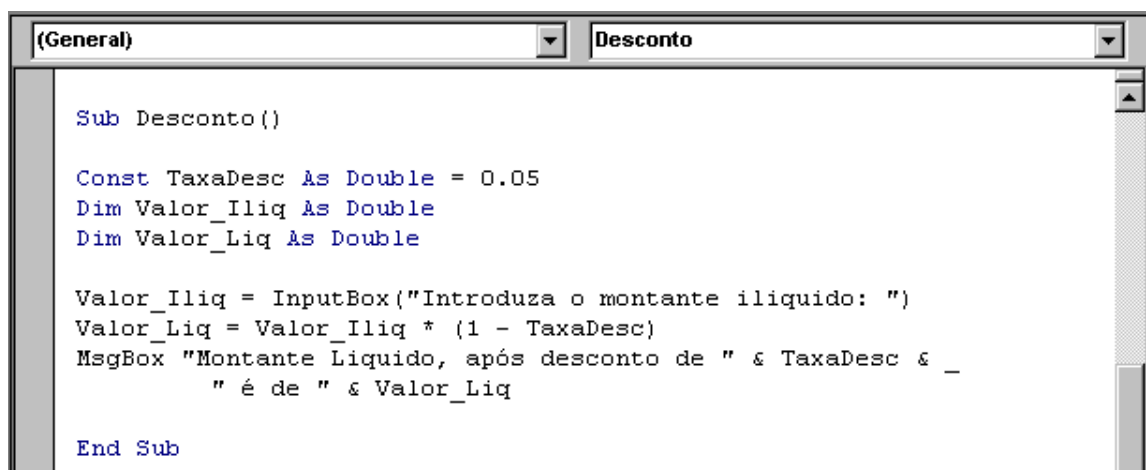 (General) Desconto
Sub Desconto()
Const TaxaDesc As Double = 0.05
Dim Valor_Iliq As Double
Dim Valor_Liq As Double
Valor_Iliq = InputBox("Introduza o montante iliquido: ")
Valor_Liq = Valor_Iliq * (1 - TaxaDesc)
MsgBox "Montante Liquido, após desconto de " & TaxaDesc & _
" é de " & Valor_Liq
End Sub